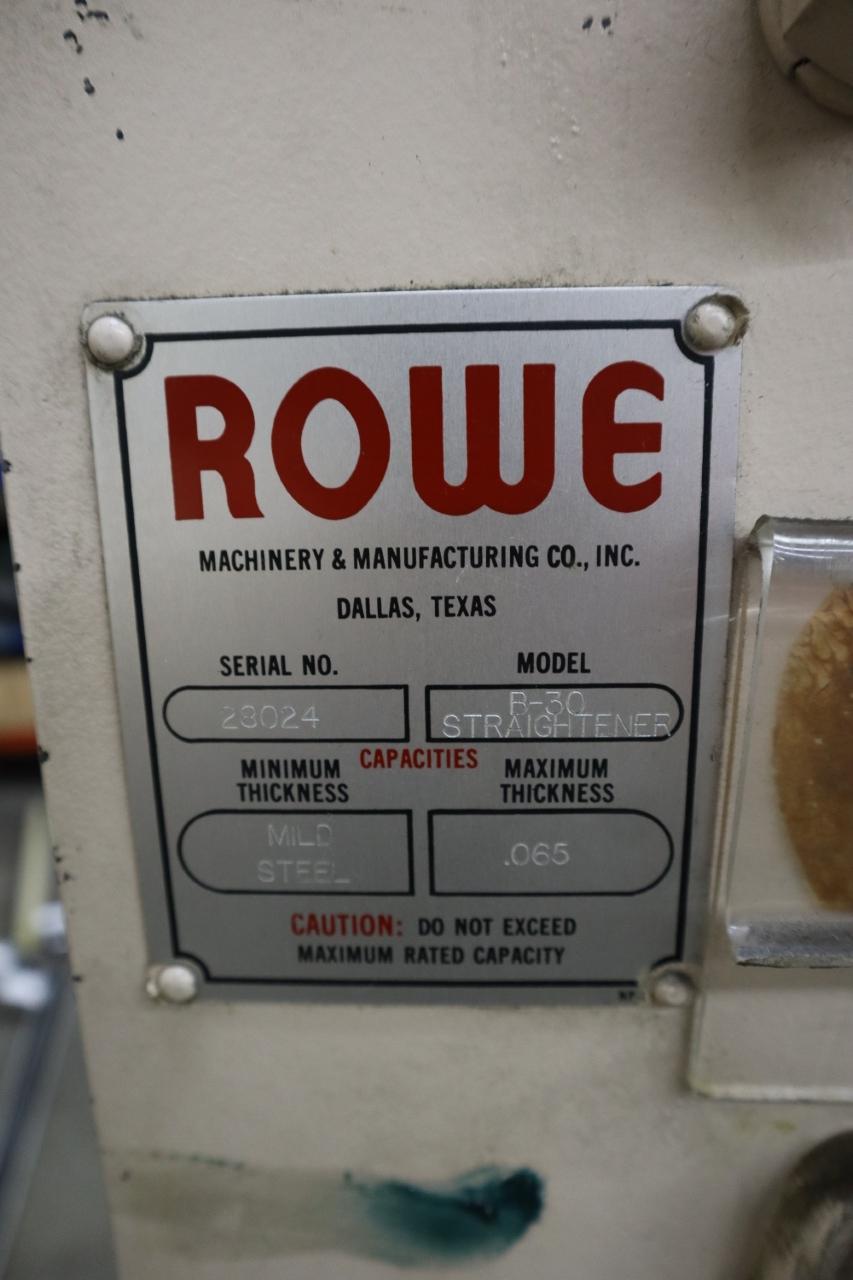 ROWE
MACHINERY & MANUFACTURING CO., INC.
DALLAS, TEXAS
SERIAL NO.
28024
MODEL
B-30
STRAIGHTENER
CAPACITIES
MINIMUM
THICKNESS
MILD
STEEL
MAXIMUM
THICKNESS
.065
CAUTION: DO NOT EXCEED
MAXIMUM RATED CAPACITY